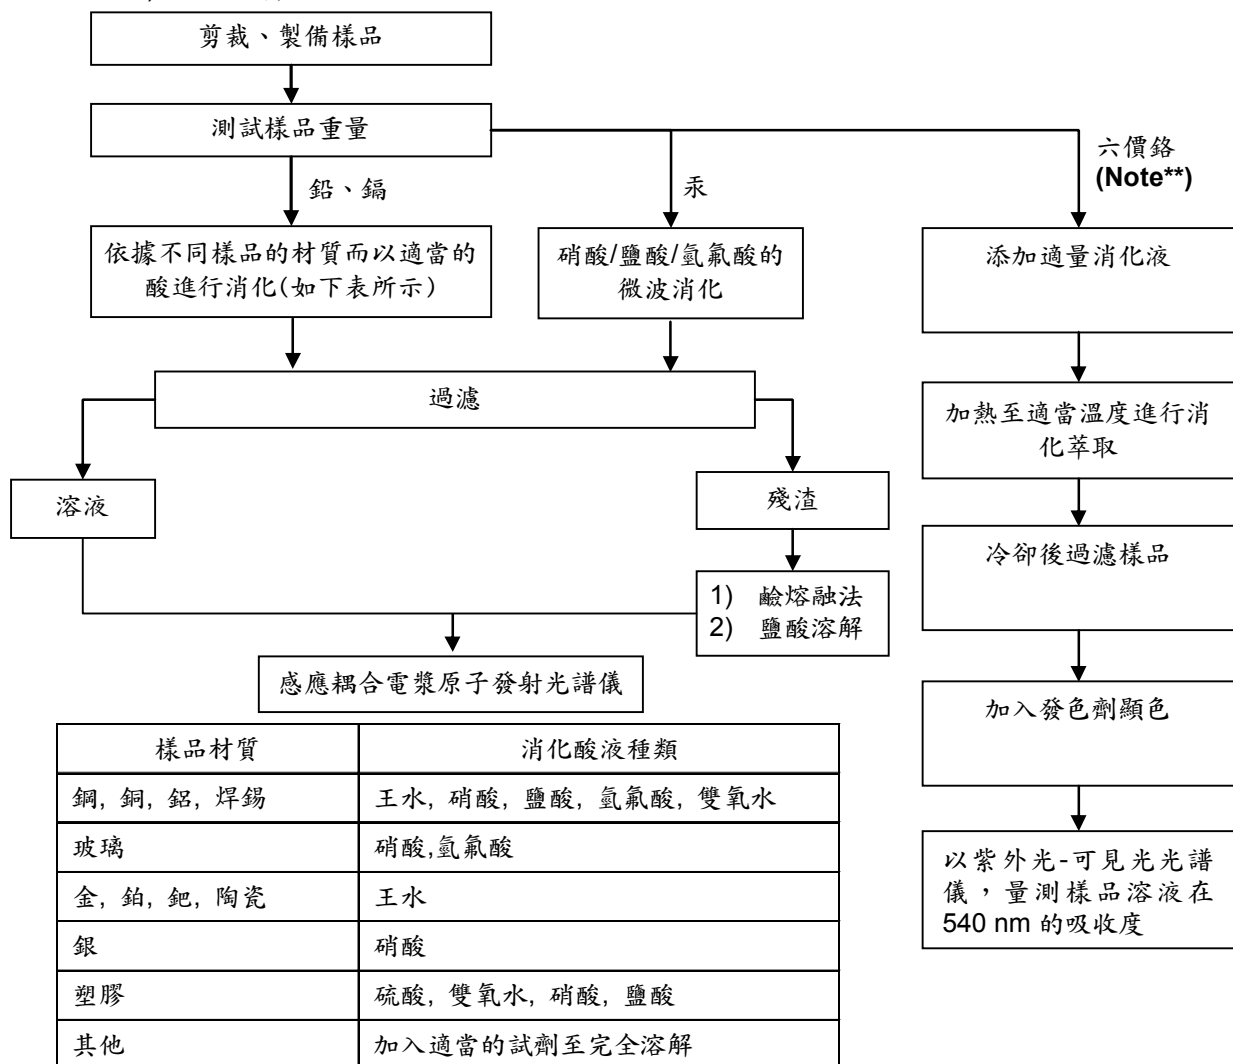 剪裁、製備樣品
測試樣品重量
鉛、鎘
汞
六價鉻
(Note**)
依據不同樣品的材質而以適當的
酸進行消化(如下表所示)
硝酸/鹽酸/氫氟酸的
微波消化
添加適量消化液
過濾
加熱至適當溫度進行消
化萃取
溶液
殘渣
冷卻後過濾樣品
1) 鹼熔融法
2) 鹽酸溶解
感應耦合電漿原子發射光譜儀
加入發色劑顯色
以紫外光-可見光光譜
儀，量測樣品溶液在
540 nm 的吸收度
樣品材質 消化酸液種類
鋼, 銅, 鋁, 焊錫 王水, 硝酸, 鹽酸, 氫氟酸, 雙氧水
玻璃 硝酸,氫氟酸
金, 鉑, 鈀, 陶瓷 王水
銀 硝酸
塑膠 硫酸, 雙氧水, 硝酸, 鹽酸
其他 加入適當的試劑至完全溶解